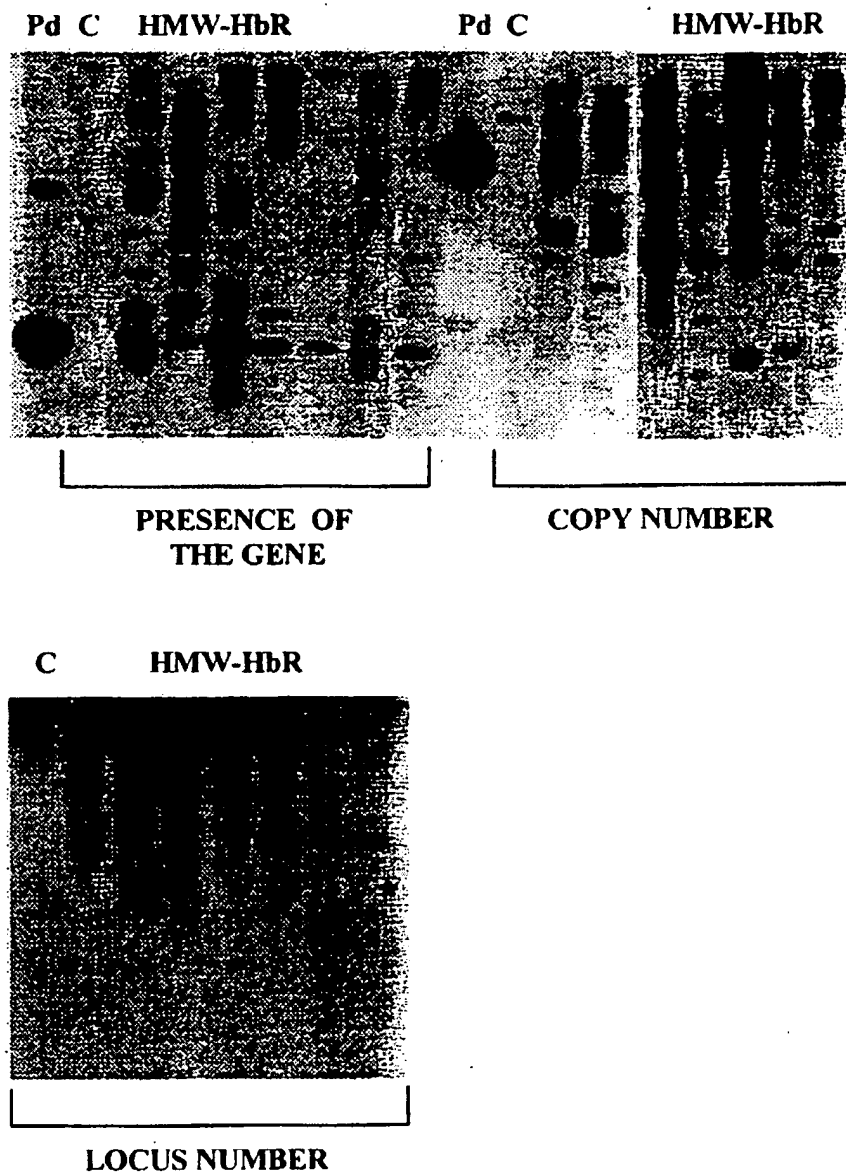 Pd C HMW-HbR Pd C HMW-HbR
PRESENCE OF
THE GENE
COPY NUMBER
C HMW-HbR
LOCUS NUMBER